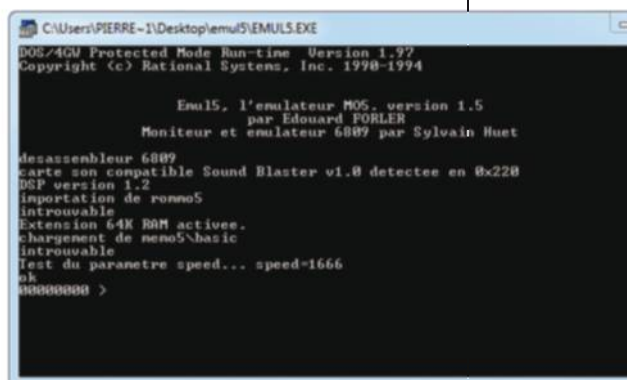 C:\Users\PIERRE~1\Desktop\emul5\EMUL5.EXE
DOS/4GW Protected Mode Run-time Version 1.97
Copyright (c) Rational Systems, Inc. 1990-1994
Emul5, l'emulateur MO5. version 1.5
par Edouard FORLER
Moniteur et emulateur 6809 par Sylvain Huet
desassembleur 6809
carte son compatible Sound Blaster v1.0 detectee en 0x220
DSP version 1.2
importation de rommo5
introuvable
Extension 64K RAM activee.
chargement de memo5\basic
introuvable
Test du parametre speed... speed=1666
ok
00000000 >